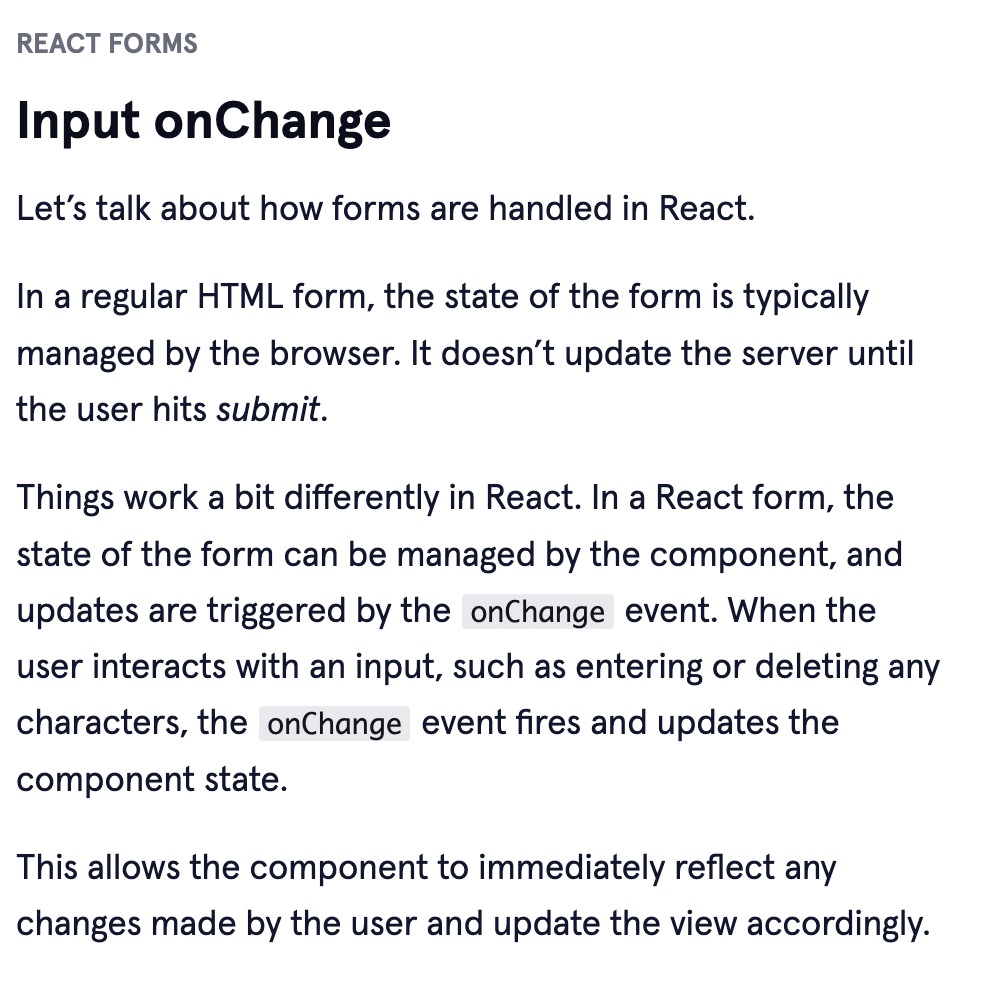 REACT FORMS
Input onChange
Let’s talk about how forms are handled in React.
In a regular HTML form, the state of the form is typically
managed by the browser. It doesn’t update the server until
the user hits submit.
Things work a bit differently in React. In a React form, the
state of the form can be managed by the component, and
updates are triggered by the onChange event. When the
user interacts with an input, such as entering or deleting any
characters, the onChange event fires and updates the
component state.
This allows the component to immediately reflect any
changes made by the user and update the view accordingly.